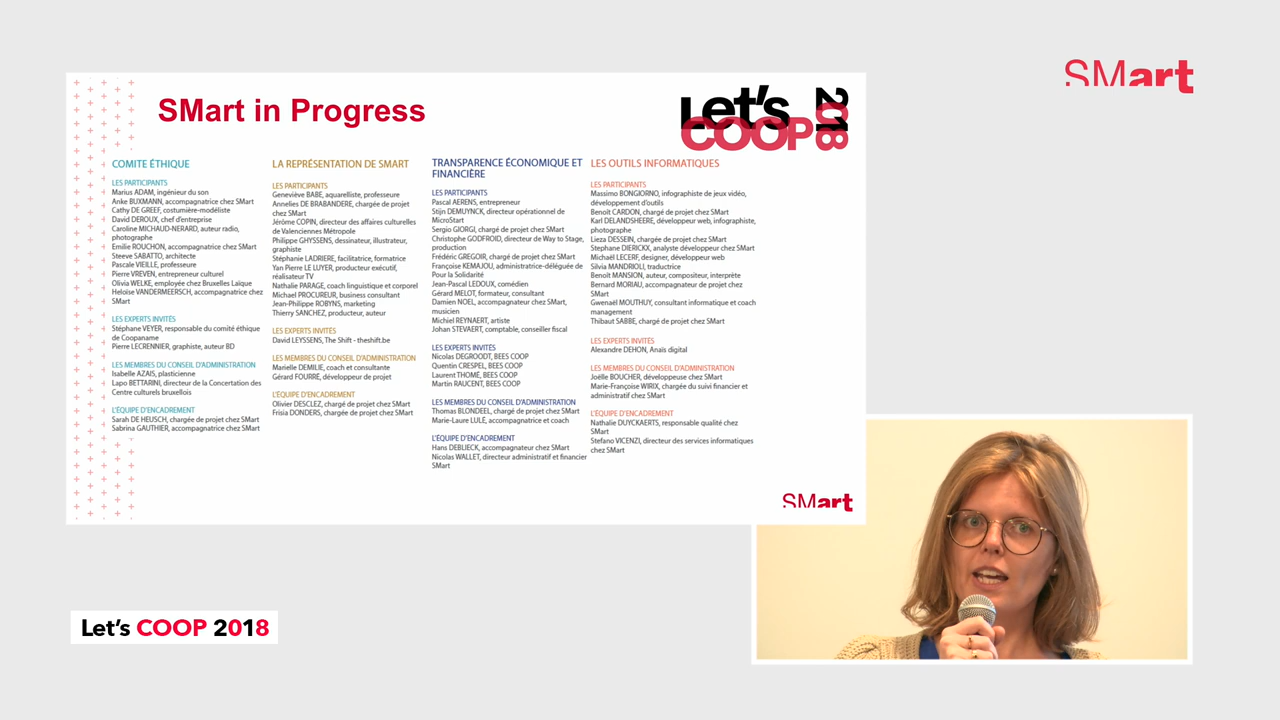 SMart
SMart in Progress
Let's
COOP
2018
COMITE ÉTHIQUE
LES PARTICIPANTS
Marius ADAM, ingénieur du son
Anke BUXMANN, accompagnatrice chez SMart
Cathy DE GREEF, costumière-modéliste
David DEROUX, chef d'entreprise
Caroline MICHAUD-NERARD, auteur radio,
photographe
Émilie ROUCHON, accompagnatrice chez SMart
Steeve SABATTO, architecte
Pascale VIEILLE, professeure
Pierre VREVEN, entrepreneur culturel
Olivia WELKE, employée chez Bruxelles Laïque
Heloise VANDERMEERSCH, accompagnatrice chez
SMart
LES EXPERTS INVITÉS
Stéphane VEYER, responsable du comité éthique
de Coopaname
Pierre LECRENNIER, graphiste, auteur BD
LES MEMBRES DU CONSEIL D'ADMINISTRATION
Isabelle AZAIS, plasticienne
Lapo BETTARINI, directeur de la Concertation des
Centre culturels bruxellois
L'ÉQUIPE D'ENCADREMENT
Sarah DE HEUSCH, chargée de projet chez SMart
Sabrina GAUTHIER, accompagnatrice chez SMart
LA REPRÉSENTATION DE SMART
LES PARTICIPANTS
Geneviève BABE, aquarelliste, professeure
Annelies DE BRABANDERE, chargée de projet
chez SMart
Jérôme COPIN, directeur des affaires culturelles
de Valenciennes Métropole
Philippe GHYSSENS, dessinateur, illustrateur,
graphiste
Stéphanie LADRIERE, facilitatrice, formatrice
Yan Pierre LE LUYER, producteur exécutif,
réalisateur TV
Nathalie PARAGE, coach linguistique et corporel
Michael PROCUREUR, business consultant
Jean-Philippe ROBYNS, marketing
Thierry SANCHEZ, producteur, auteur
LES EXPERTS INVITÉS
David LEYSSENS, The Shift - theshift.be
LES MEMBRES DU CONSEIL D'ADMINISTRATION
Marielle DEMILIE, coach et consultante
Gérard FOURRÉ, développeur de projet
L'ÉQUIPE D'ENCADREMENT
Olivier DESCLEZ, chargé de projet chez SMart
Frisia DONDERS, chargée de projet chez SMart
TRANSPARENCE ÉCONOMIQUE ET
FINANCIÈRE
LES PARTICIPANTS
Pascal AERENS, entrepreneur
Stijn DEMUYNCK, directeur opérationnel de
MicroStart
Sergio GIORGI, chargé de projet chez SMart
Christophe GODFROID, directeur de Way to Stage,
production
Frédéric GREGOIR, chargé de projet chez SMart
Françoise KEMAJOU, administratrice-déléguée de
Pour la Solidarité
Jean-Pascal LEDOUX, comédien
Gérard MELOT, formateur, consultant
Damien NOEL, accompagnateur chez SMart,
musicien
Michiel REYNAERT, artiste
Johan STEVAERT, comptable, conseiller fiscal
LES EXPERTS INVITÉS
Nicolas DEGROODT, BEES COOP
Quentin CRESPEL, BEES COOP
Laurent THOMÉ, BEES COOP
Martin RAUCENT, BEES COOP
LES MEMBRES DU CONSEIL D'ADMINISTRATION
Thomas BLONDEEL, chargé de projet chez SMart
Marie-Laure LULE, accompagnatrice et coach
L'ÉQUIPE D'ENCADREMENT
Hans DEBLIECK, accompagnateur chez SMart
Nicolas WALLET, directeur administratif et financier
SMart
LES OUTILS INFORMATIQUES
LES PARTICIPANTS
Massimo BONGIORNO, infographiste de jeux vidéo,
développement d'outils
Benoit CARDON, chargé de projet chez SMart
Karl DELANDSHEERE, développeur web, infographiste,
photographe
Lieza DESSEIN, chargée de projet chez SMart
Stephane DIERICKX, analyste développeur chez SMart
Michaël LECERF, designer, développeur web
Silvia MANDRIOLI, traductrice
Benoît MANSION, auteur, compositeur, interprète
Bernard MORIAU, accompagnateur de projet chez
SMart
Gwenaël MOUTHUY, consultant informatique et coach
management
Thibaut SABBE, chargé de projet chez SMart
LES EXPERTS INVITÉS
Alexandre DEHON, Anaïs digital
LES MEMBRES DU CONSEIL D'ADMINISTRATION
Joëlle BOUCHER, développeuse chez SMart
Marie-Françoise WIRIX, chargée du suivi financier et
administratif chez SMart
L'ÉQUIPE D'ENCADREMENT
Nathalie DUYCKAERTS, responsable qualité chez
SMart
Stefano VICENZI, directeur des services informatiques
chez SMart
SMart
Let's COOP 2018